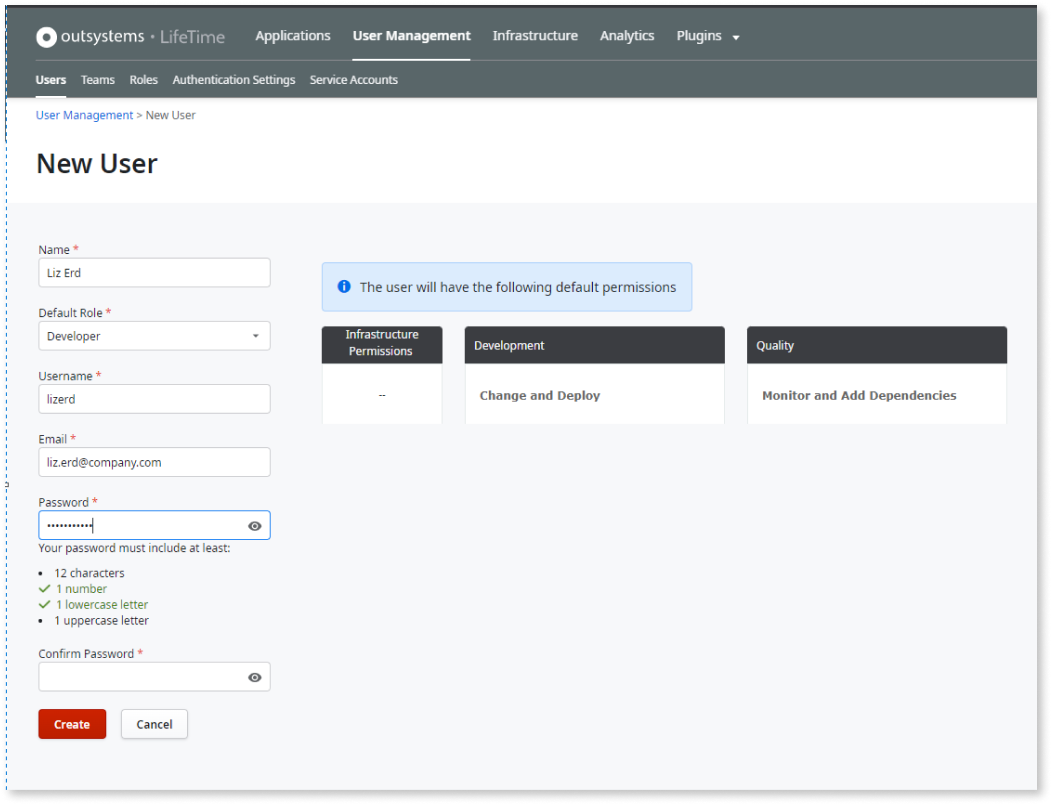 outsystems · LifeTime Applications User Management Infrastructure Analytics Plugins
Users Teams Roles Authentication Settings Service Accounts
User Management > New User
New User
Name *
Liz Erd
Default Role *
Developer
Username *
lizerd
Email *
liz.erd@company.com
Password *
•••••••••••
Your password must include at least:
• 12 characters
✓ 1 number
✓ 1 lowercase letter
• 1 uppercase letter
Confirm Password *
Create Cancel
The user will have the following default permissions
Infrastructure
Permissions
Development
Quality
--
Change and Deploy
Monitor and Add Dependencies